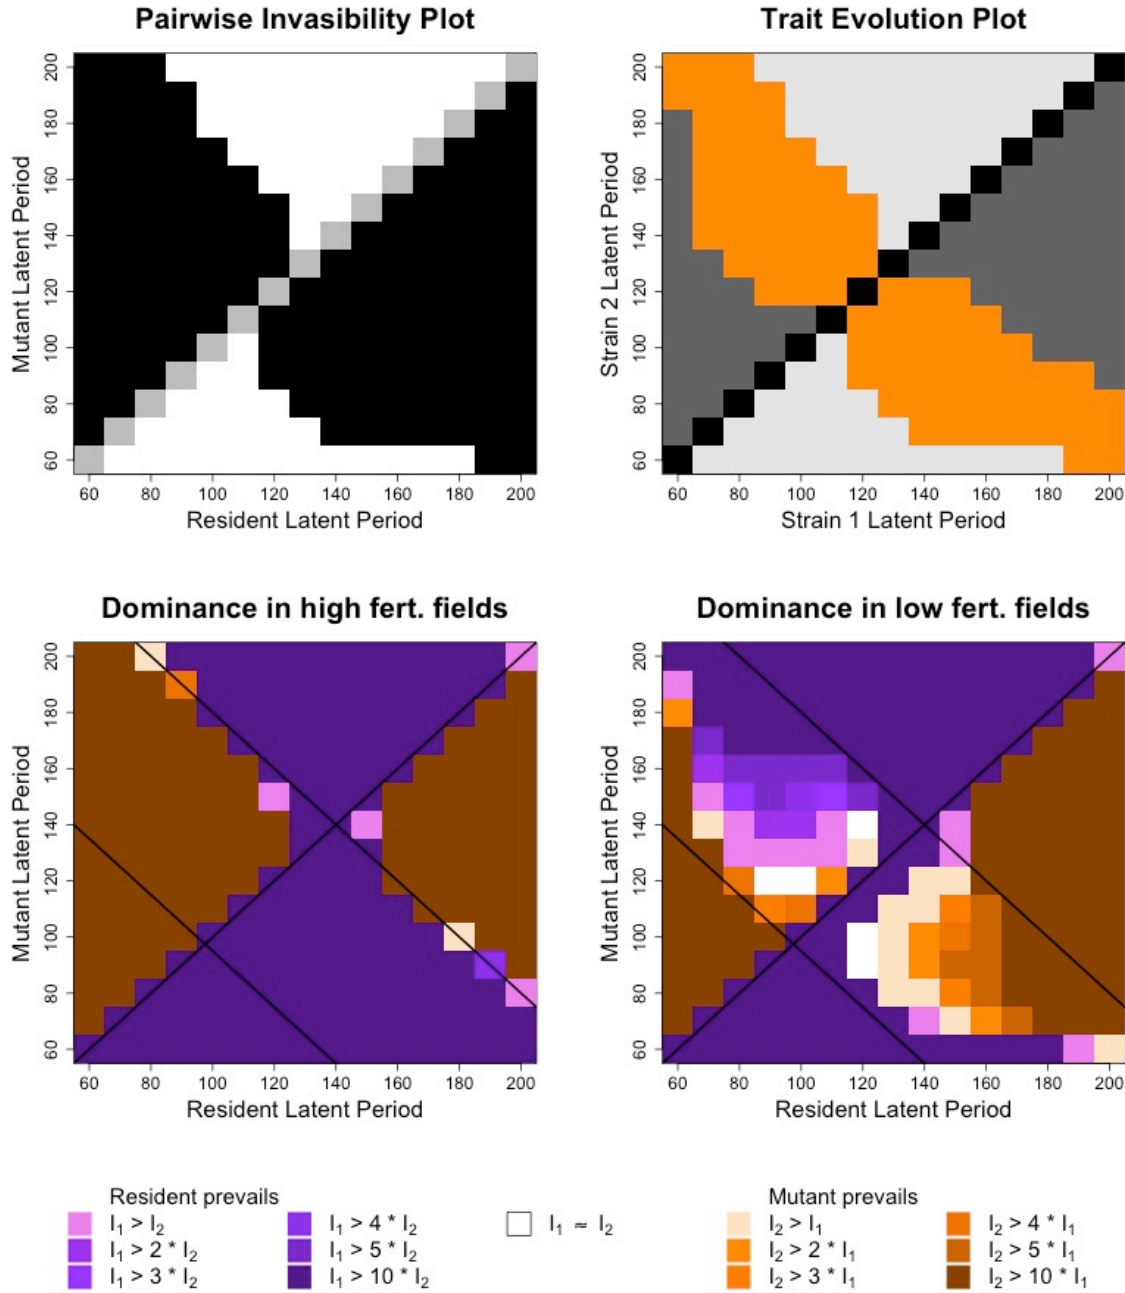 Pairwise Invasibility Plot
Mutant Latent Period
200
180
160
140
120
100
80
60
60 80 100 120 140 160 180 200
Resident Latent Period
Trait Evolution Plot
Strain 2 Latent Period
200
180
160
140
120
100
80
60
60 80 100 120 140 160 180 200
Strain 1 Latent Period
Dominance in high fert. fields
Mutant Latent Period
200
180
160
140
120
100
80
60
60 80 100 120 140 160 180 200
Resident Latent Period
Dominance in low fert. fields
Mutant Latent Period
200
180
160
140
120
100
80
60
60 80 100 120 140 160 180 200
Resident Latent Period
Resident prevails
I₁ > I₂
I₁ > 2 * I₂
I₁ > 3 * I₂
I₁ > 4 * I₂
I₁ > 5 * I₂
I₁ > 10 * I₂
I₁ ≈ I₂
Mutant prevails
I₂ > I₁
I₂ > 2 * I₁
I₂ > 3 * I₁
I₂ > 4 * I₁
I₂ > 5 * I₁
I₂ > 10 * I₁